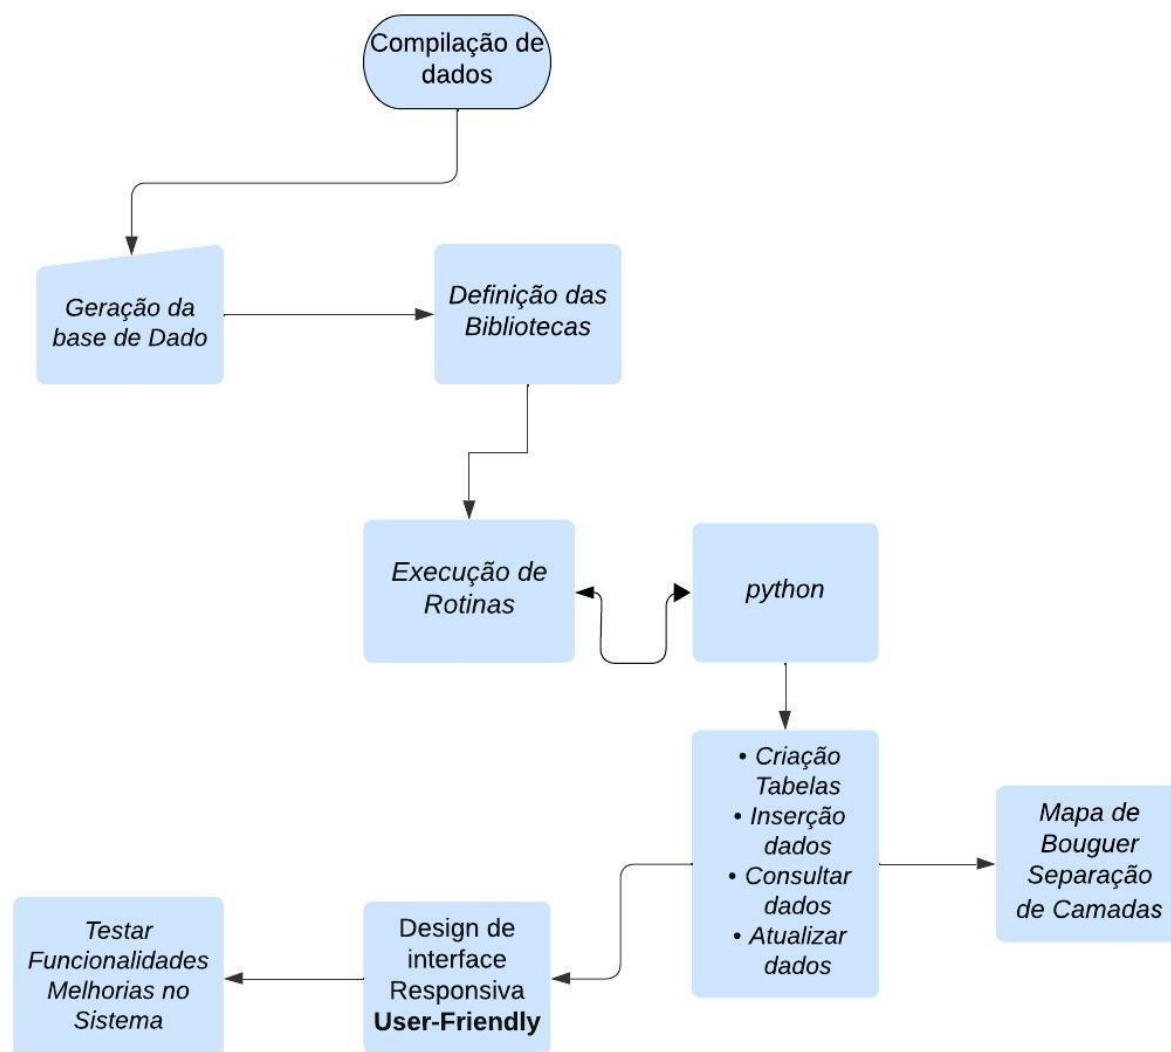 Compilação de
dados
Geração da
base de Dado
Definição das
Bibliotecas
Execução de
Rotinas
python
• Criação
Tabelas
• Inserção
dados
• Consultar
dados
• Atualizar
dados
Mapa de
Bouguer
Separação
de Camadas
Design de
interface
Responsiva
User-Friendly
Testar
Funcionalidades
Melhorias no
Sistema